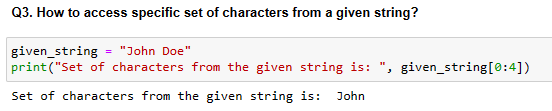 Q3. How to access specific set of characters from a given string?
given_string = "John Doe"
print("Set of characters from the given string is: ", given_string[0:4])
Set of characters from the given string is:  John